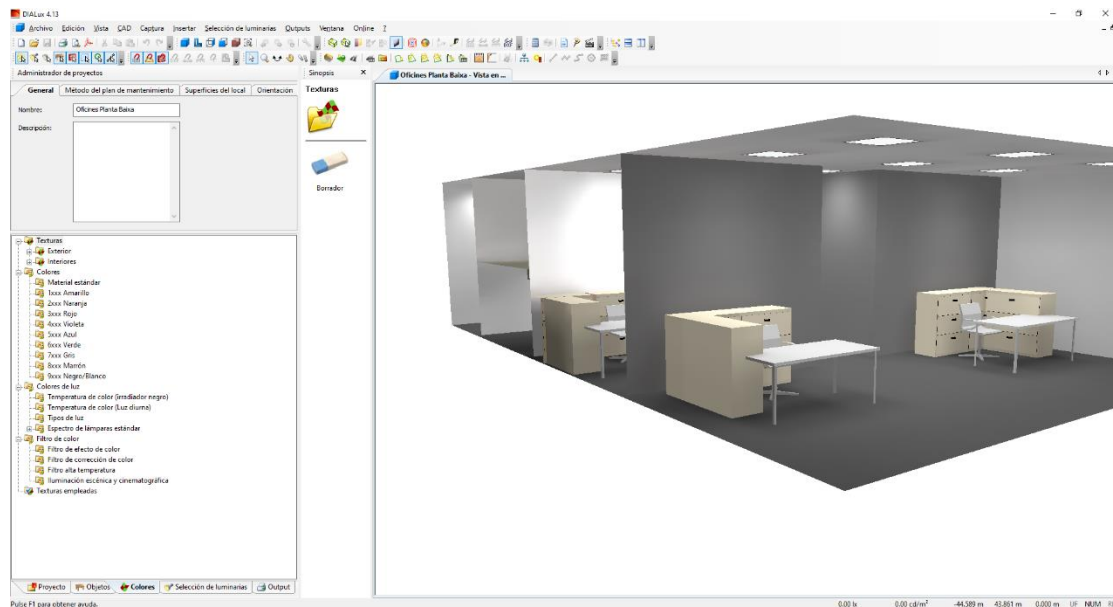 DIALux 4.13
Archivo Edición Vista CAD Captura Insertar Selección de luminarias Outputs Ventana Online ?
Administrador de proyectos
General Método del plan de mantenimiento Superficies del local Orientación
Nombre: Oficines Planta Baixa
Descripción:
Texturas
Exterior
Interiores
Colores
Material estándar
1xxx Amarillo
2xxx Naranja
3xxx Rojo
4xxx Violeta
5xxx Azul
6xxx Verde
7xxx Gris
8xxx Marrón
9xxx Negro/Blanco
Colores de luz
Temperatura de color (irradiador negro)
Temperatura de color (Luz diurna)
Tipos de luz
Espectro de lámparas estándar
Filtro de color
Filtro de efecto de color
Filtro de corrección de color
Filtro alta temperatura
Iluminación escénica y cinematográfica
Texturas empleadas
Proyecto Objetos Colores Selección de luminarias Output
Sinopsis
Texturas
Borrador
Oficines Planta Baixa - Vista en ...
Pulse F1 para obtener ayuda.
0.00 lx 0.00 cd/m² -44.589 m 43.861 m 0.000 m UF NUM